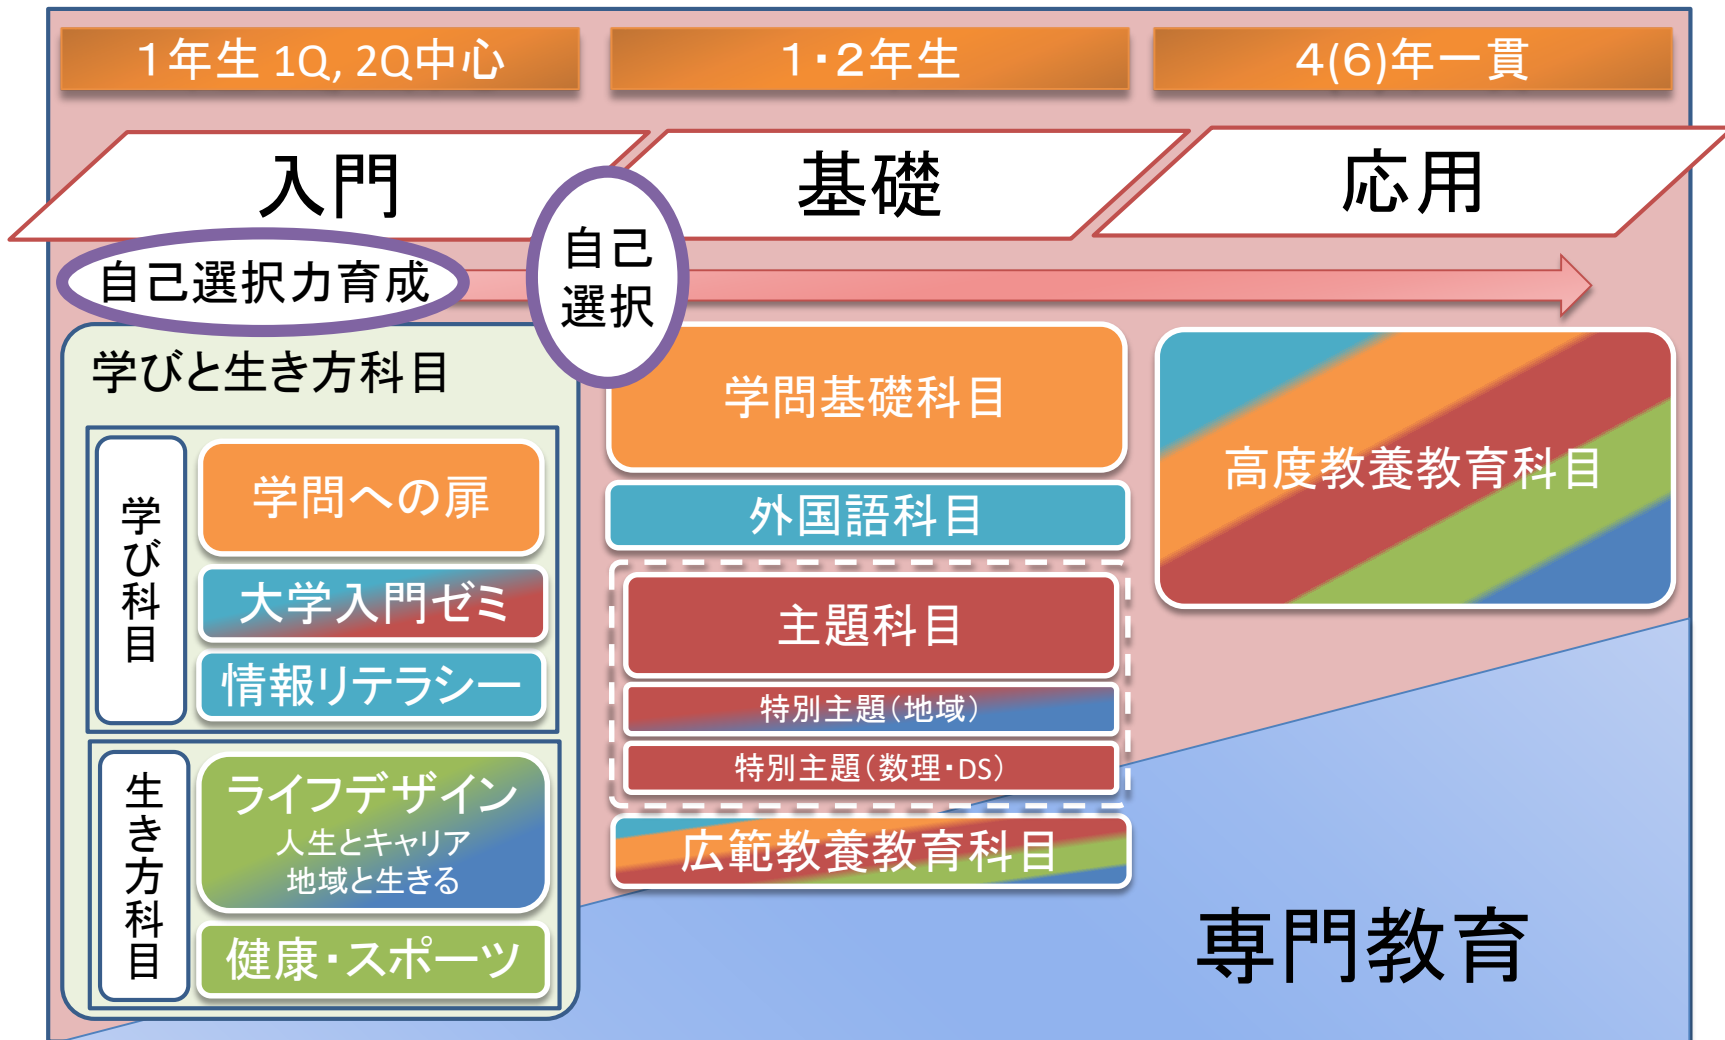 1年生 1Q, 2Q中心
1・2年生
4(6)年一貫
入門
基礎
応用
自己選択力育成
自己
選択
学びと生き方科目
学び科目
学問への扉
大学入門ゼミ
情報リテラシー
生き方科目
ライフデザイン
人生とキャリア
地域と生きる
健康・スポーツ
学問基礎科目
外国語科目
主題科目
特別主題(地域)
特別主題(数理・DS)
広範教養教育科目
高度教養教育科目
専門教育